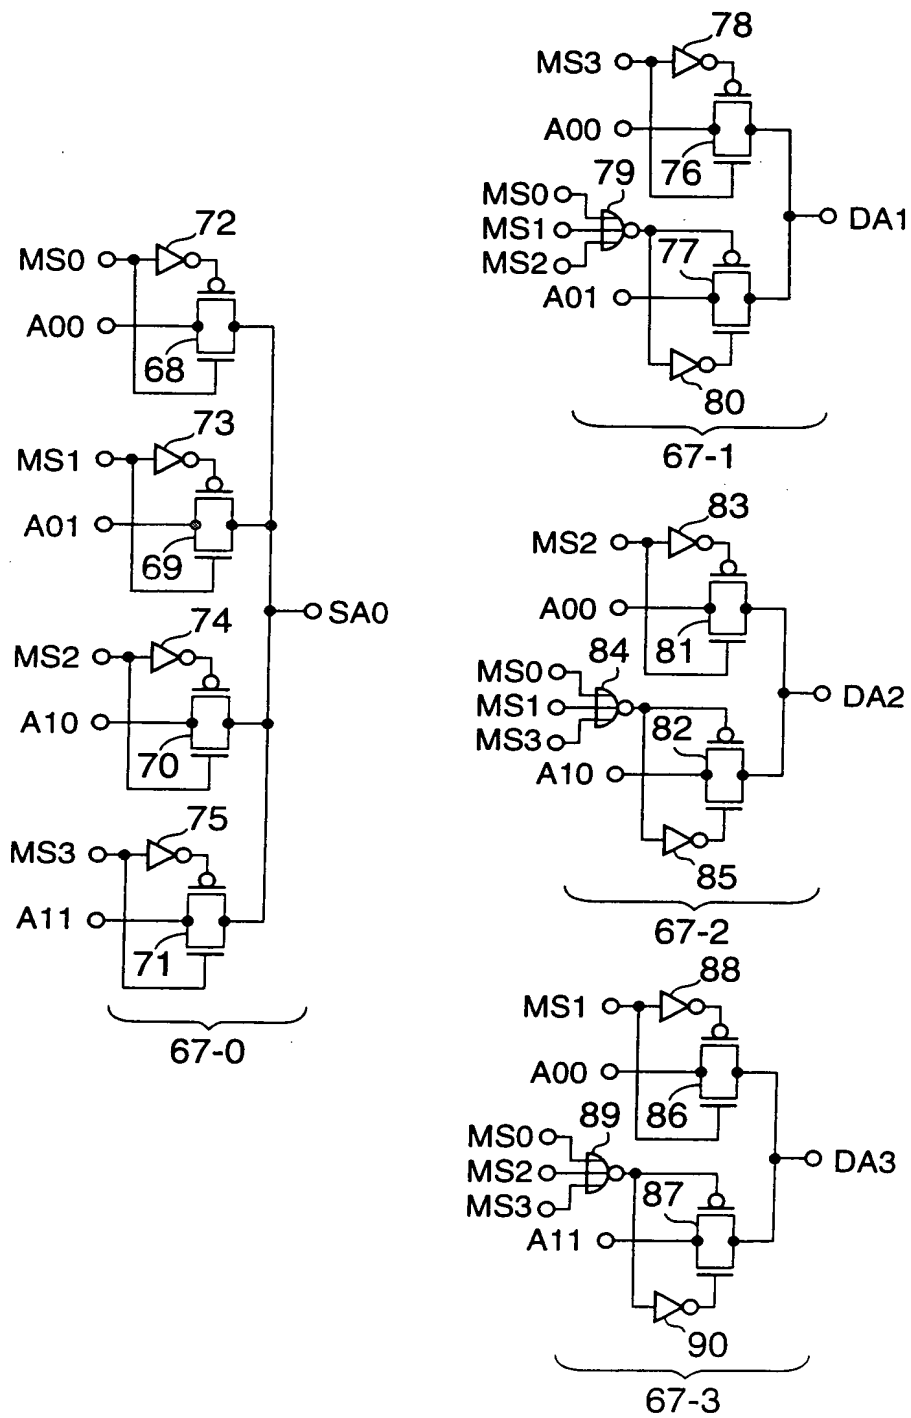 72
MS0
A00
68
73
MS1
A01
69
SA0
74
MS2
A10
70
75
MS3
A11
71
67-0
78
MS3
A00
76
79
MS0
MS1
MS2
77
A01
DA1
80
67-1
83
MS2
A00
81
84
MS0
MS1
MS3
82
A10
DA2
85
67-2
88
MS1
A00
86
89
MS0
MS2
MS3
87
A11
DA3
90
67-3